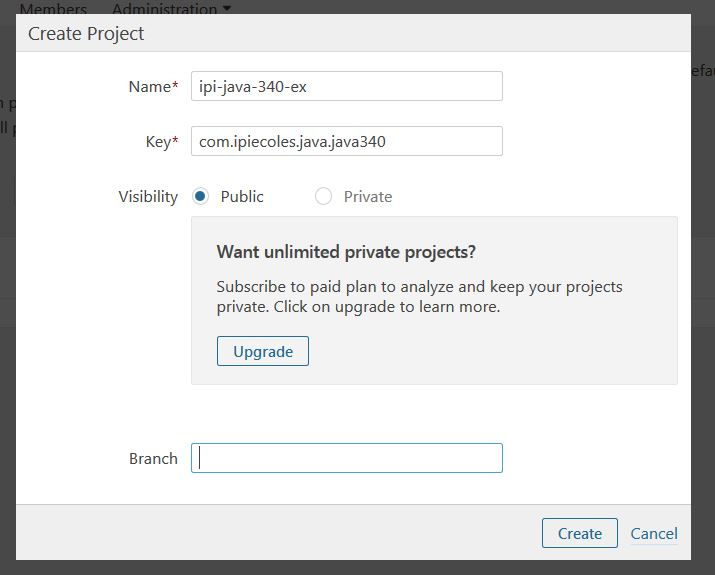 Members Administration
Create Project
Name* ipi-java-340-ex
Key* com.ipiecoles.java.java340
Visibility Public Private
Want unlimited private projects?
Subscribe to paid plan to analyze and keep your projects
private. Click on upgrade to learn more.
Upgrade
Branch
Create Cancel